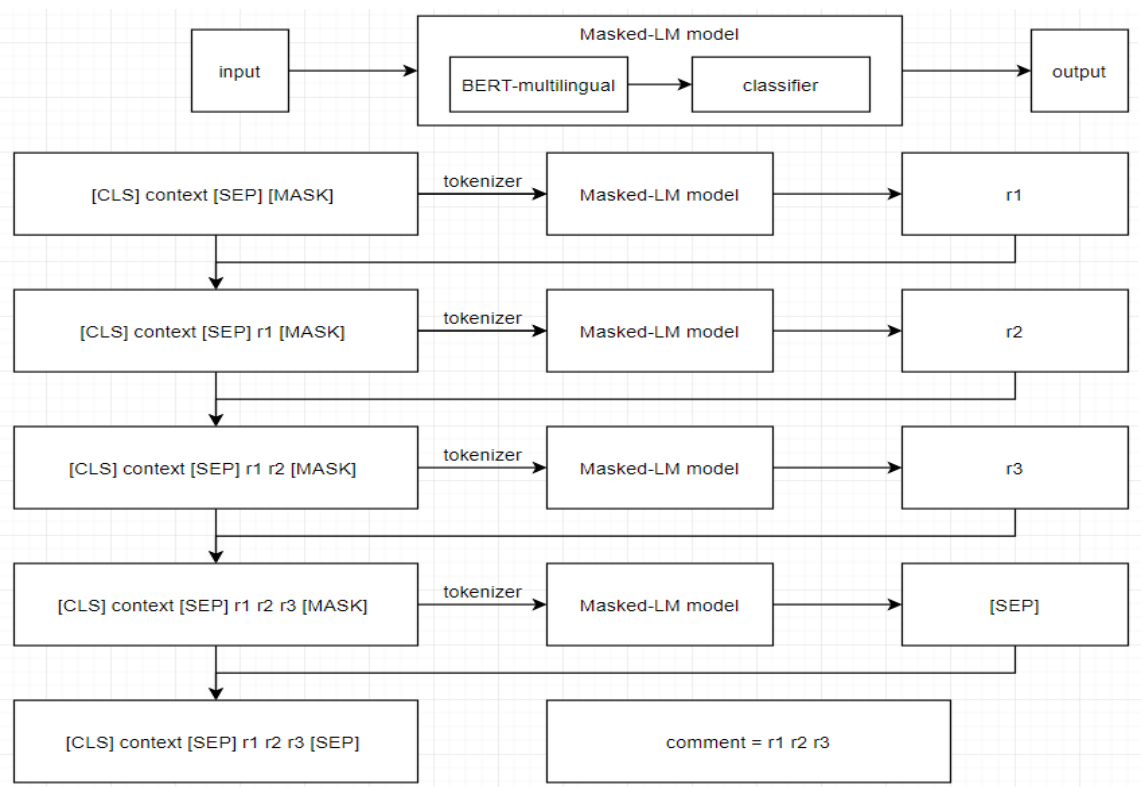 Masked-LM model
input
BERT-multilingual
classifier
output
[CLS] context [SEP] [MASK]
tokenizer
Masked-LM model
r1
[CLS] context [SEP] r1 [MASK]
tokenizer
Masked-LM model
r2
[CLS] context [SEP] r1 r2 [MASK]
tokenizer
Masked-LM model
r3
[CLS] context [SEP] r1 r2 r3 [MASK]
tokenizer
Masked-LM model
[SEP]
[CLS] context [SEP] r1 r2 r3 [SEP]
comment = r1 r2 r3